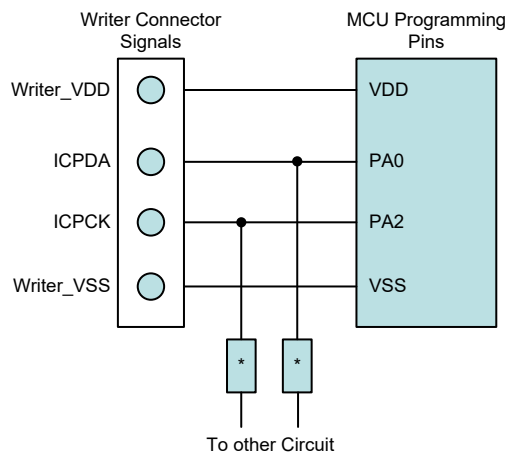 Writer Connector
Signals
MCU Programming
Pins
Writer_VDD
VDD
ICPDA
PA0
ICPCK
PA2
Writer_VSS
VSS
*
*
To other Circuit